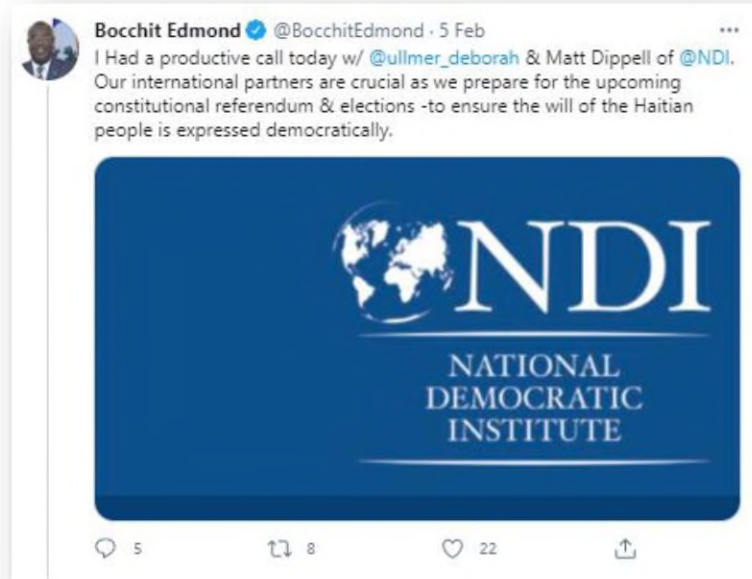 Bocchit Edmond @BocchitEdmond · 5 Feb
I Had a productive call today w/ @ullmer_deborah & Matt Dippell of @NDI.
Our international partners are crucial as we prepare for the upcoming
constitutional referendum & elections -to ensure the will of the Haitian
people is expressed democratically.
NDI
NATIONAL
DEMOCRATIC
INSTITUTE
5 8 22